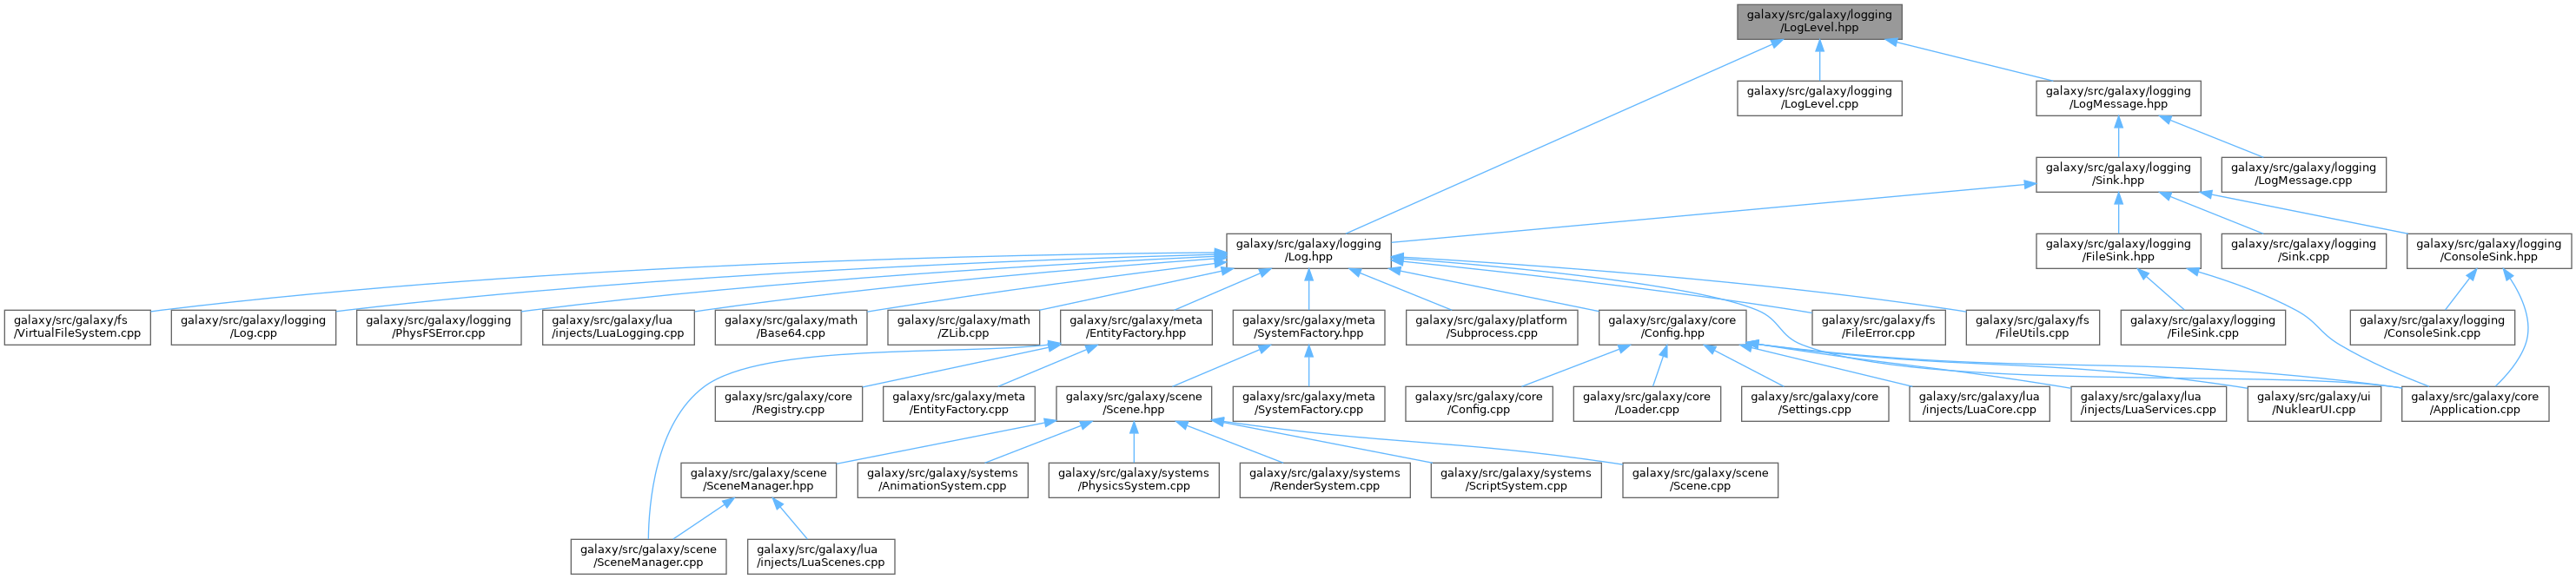 galaxy/src/galaxy/logging
/LogLevel.hpp
galaxy/src/galaxy/logging
/LogLevel.cpp
galaxy/src/galaxy/logging
/LogMessage.hpp
galaxy/src/galaxy/logging
/Sink.hpp
galaxy/src/galaxy/logging
/LogMessage.cpp
galaxy/src/galaxy/logging
/Log.hpp
galaxy/src/galaxy/logging
/FileSink.hpp
galaxy/src/galaxy/logging
/Sink.cpp
galaxy/src/galaxy/logging
/ConsoleSink.hpp
galaxy/src/galaxy/fs
/VirtualFileSystem.cpp
galaxy/src/galaxy/logging
/Log.cpp
galaxy/src/galaxy/logging
/PhysFSError.cpp
galaxy/src/galaxy/lua
/injects/LuaLogging.cpp
galaxy/src/galaxy/math
/Base64.cpp
galaxy/src/galaxy/math
/ZLib.cpp
galaxy/src/galaxy/meta
/EntityFactory.hpp
galaxy/src/galaxy/meta
/SystemFactory.hpp
galaxy/src/galaxy/platform
/Subprocess.cpp
galaxy/src/galaxy/core
/Config.hpp
galaxy/src/galaxy/fs
/FileError.cpp
galaxy/src/galaxy/fs
/FileUtils.cpp
galaxy/src/galaxy/logging
/FileSink.cpp
galaxy/src/galaxy/logging
/ConsoleSink.cpp
galaxy/src/galaxy/core
/Registry.cpp
galaxy/src/galaxy/meta
/EntityFactory.cpp
galaxy/src/galaxy/scene
/Scene.hpp
galaxy/src/galaxy/meta
/SystemFactory.cpp
galaxy/src/galaxy/core
/Config.cpp
galaxy/src/galaxy/core
/Loader.cpp
galaxy/src/galaxy/core
/Settings.cpp
galaxy/src/galaxy/lua
/injects/LuaCore.cpp
galaxy/src/galaxy/lua
/injects/LuaServices.cpp
galaxy/src/galaxy/ui
/NuklearUI.cpp
galaxy/src/galaxy/core
/Application.cpp
galaxy/src/galaxy/scene
/SceneManager.hpp
galaxy/src/galaxy/systems
/AnimationSystem.cpp
galaxy/src/galaxy/systems
/PhysicsSystem.cpp
galaxy/src/galaxy/systems
/RenderSystem.cpp
galaxy/src/galaxy/systems
/ScriptSystem.cpp
galaxy/src/galaxy/scene
/Scene.cpp
galaxy/src/galaxy/scene
/SceneManager.cpp
galaxy/src/galaxy/lua
/injects/LuaScenes.cpp